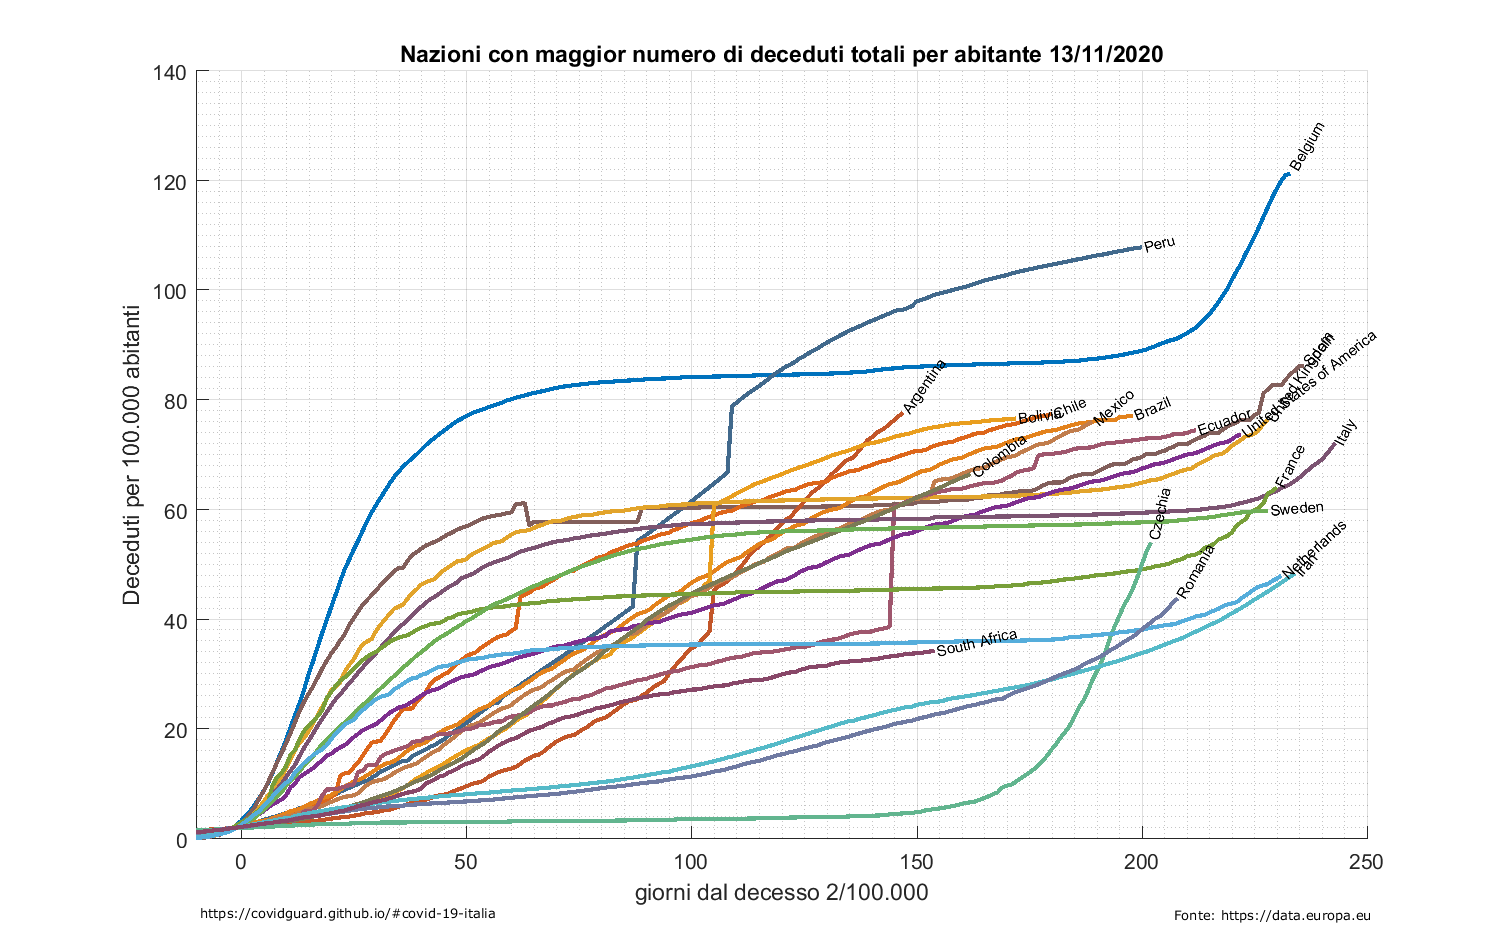 Nazioni con maggior numero di deceduti totali per abitante 13/11/2020
140
120
100
80
60
40
20
0
Deceduti per 100.000 abitanti
Belgium
Peru
Spain
United States of America
United Kingdom
Argentina
Bolivia
Chile
Mexico
Brazil
Ecuador
Italy
Colombia
France
Czechia
Sweden
Netherlands
Iran
Romania
South Africa
0
50
100
150
200
250
giorni dal decesso 2/100.000
https://covidguard.github.io/#covid-19-italia
Fonte: https://data.europa.eu